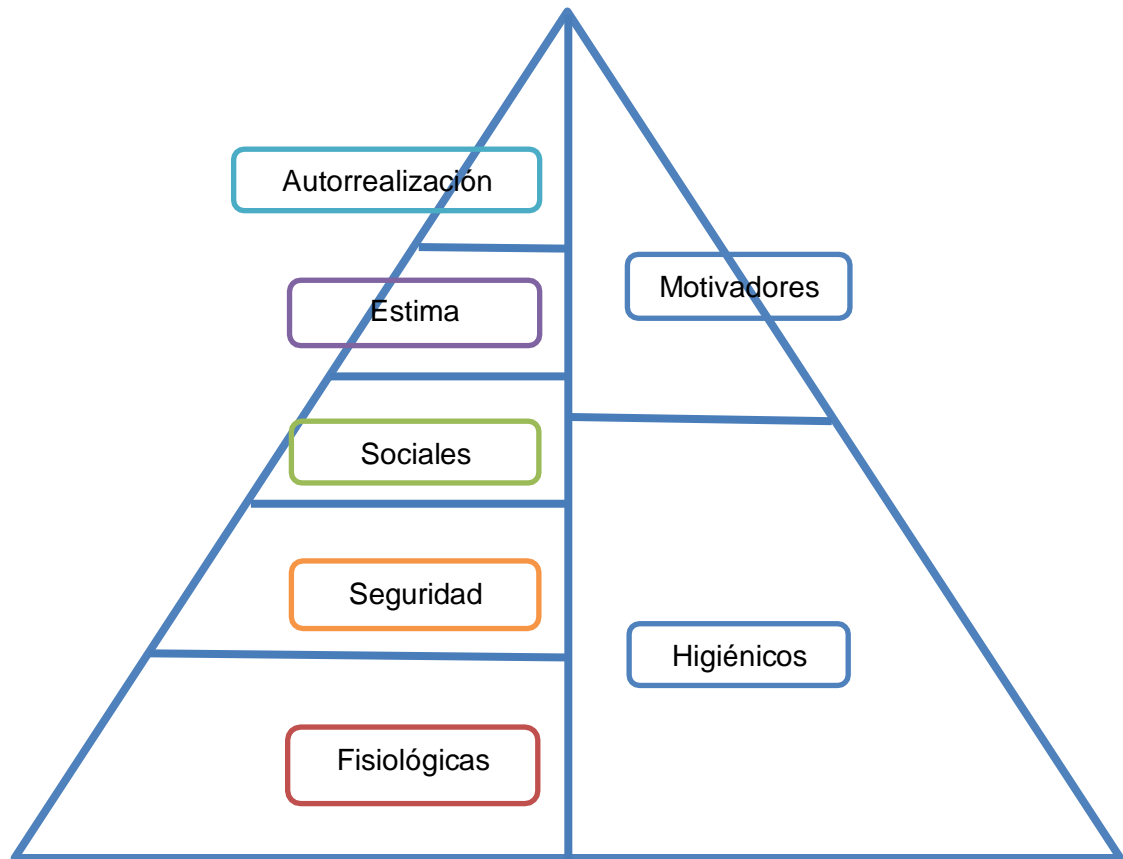 Autorrealización
Motivadores
Estima
Sociales
Seguridad
Higiénicos
Fisiológicas